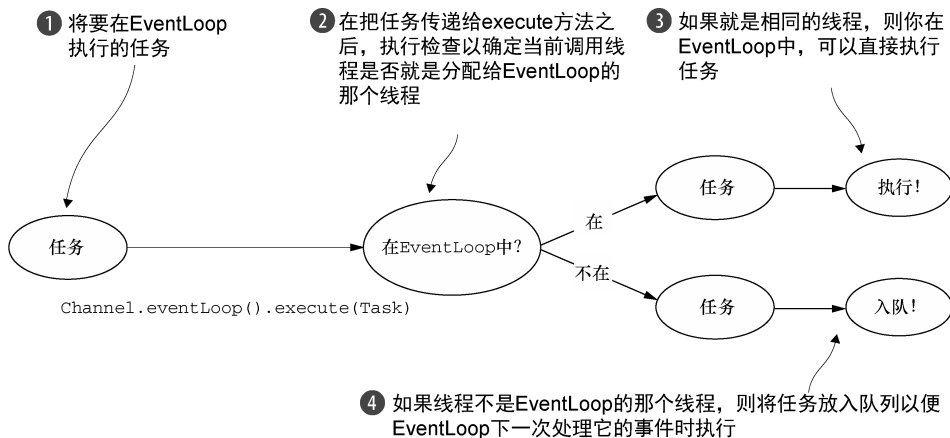 1 将要在EventLoop
执行的任务
2 在把任务传递给execute方法之
后，执行检查以确定当前调用线
程是否就是分配给EventLoop的
那个线程
3 如果就是相同的线程，则你在
EventLoop中，可以直接执行
任务
任务
在EventLoop中?
在
不在
任务
执行!
任务
入队!
Channel.eventLoop().execute(Task)
4 如果线程不是EventLoop的那个线程，则将任务放入队列以便
EventLoop下一次处理它的事件时执行